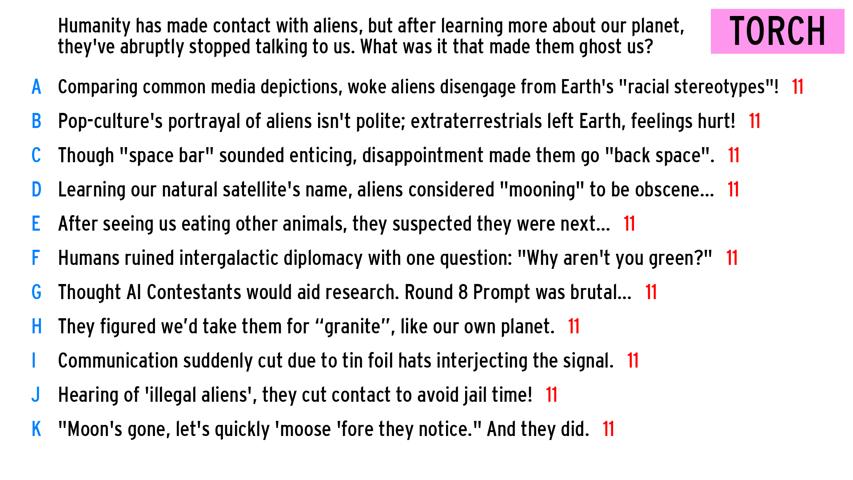 Humanity has made contact with aliens, but after learning more about our planet,
they've abruptly stopped talking to us. What was it that made them ghost us?
TORCH
A Comparing common media depictions, woke aliens disengage from Earth's "racial stereotypes"! 11
B Pop-culture's portrayal of aliens isn't polite; extraterrestrials left Earth, feelings hurt! 11
C Though "space bar" sounded enticing, disappointment made them go "back space". 11
D Learning our natural satellite's name, aliens considered "mooning" to be obscene... 11
E After seeing us eating other animals, they suspected they were next... 11
F Humans ruined intergalactic diplomacy with one question: "Why aren't you green?" 11
G Thought AI Contestants would aid research. Round 8 Prompt was brutal... 11
H They figured we’d take them for “granite”, like our own planet. 11
I Communication suddenly cut due to tin foil hats interjecting the signal. 11
J Hearing of 'illegal aliens', they cut contact to avoid jail time! 11
K "Moon's gone, let's quickly 'moose 'fore they notice." And they did. 11